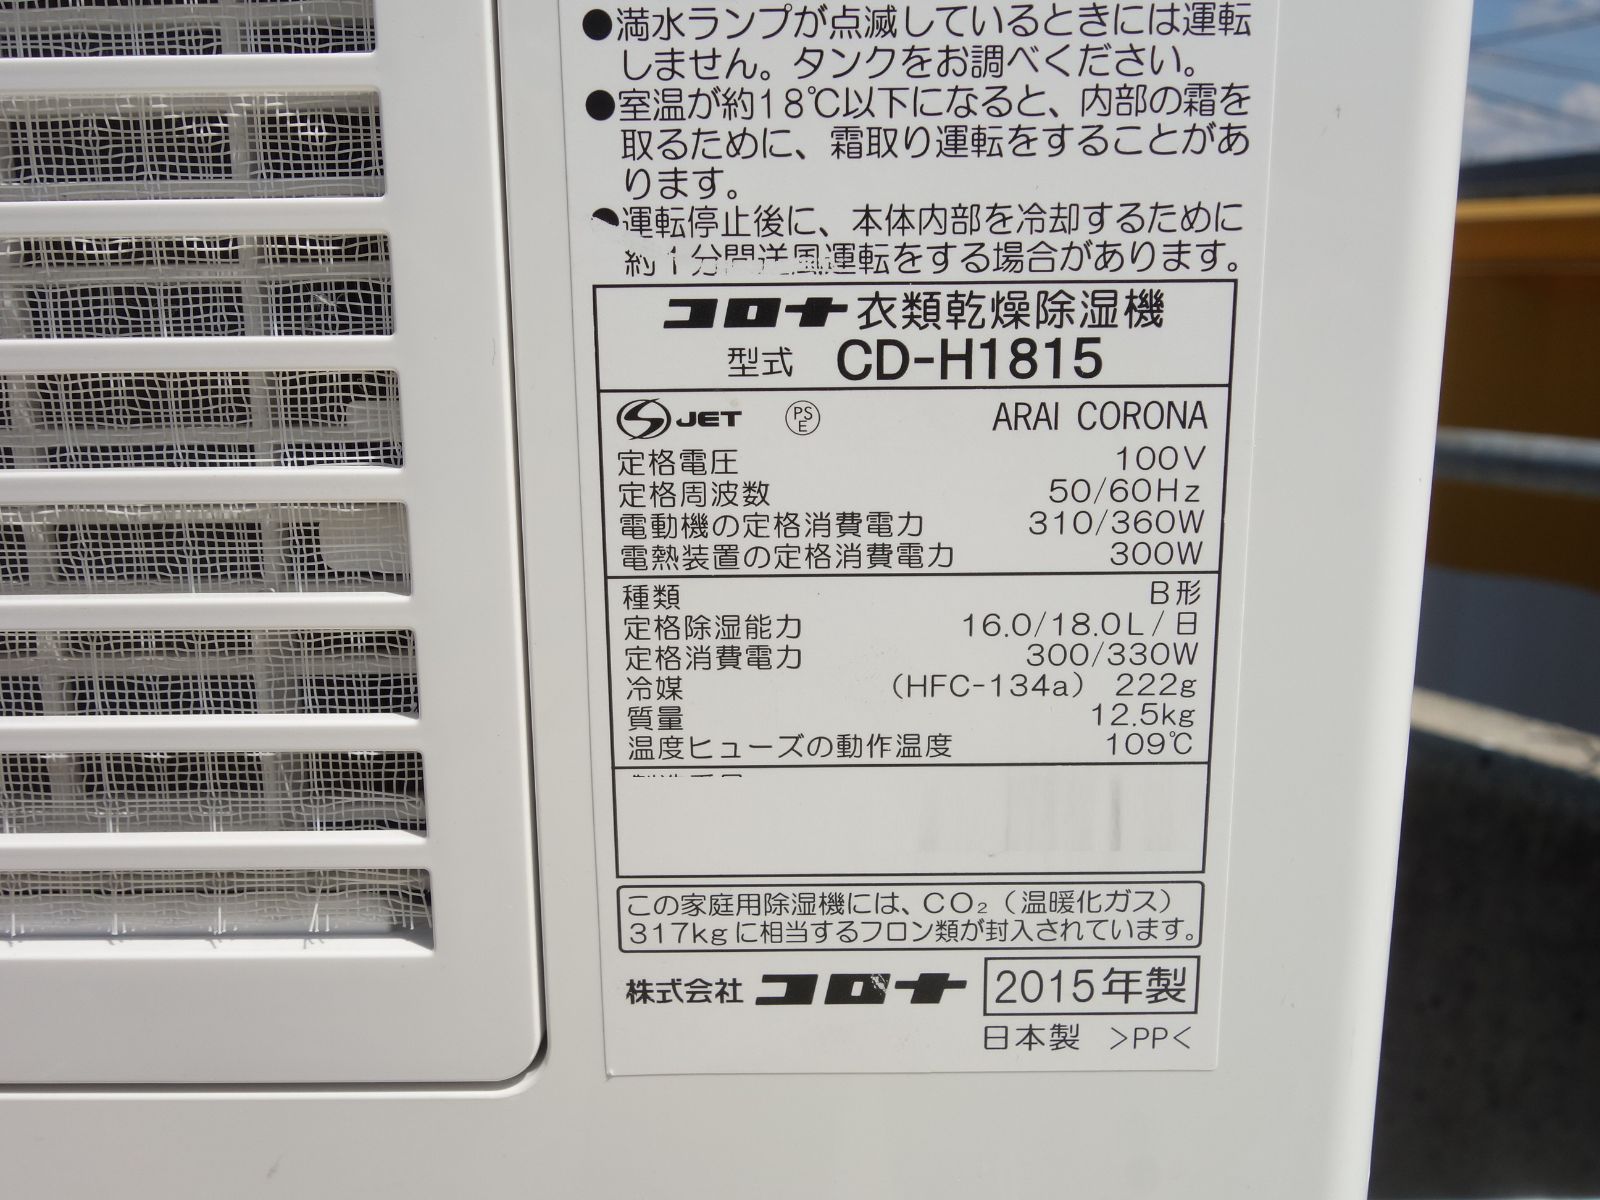 ●満水ランプが点滅しているときには運転
しません。タンクをお調べください。
●室温が約18℃以下になると、内部の霜を
取るために、霜取り運転をすることがあ
ります。
●運転停止後に、本体内部を冷却するために
約1分間送風運転をする場合があります。
コロナ衣類乾燥除湿機
型式 CD-H1815
JET PSE ARAI CORONA
定格電圧 100V
定格周波数 50/60Hz
電動機の定格消費電力 310/360W
電熱装置の定格消費電力 300W
種類 B形
定格除湿能力 16.0/18.0L/日
定格消費電力 300/330W
冷媒 (HFC-134a) 222g
質量 12.5kg
温度ヒューズの動作温度 109℃
この家庭用除湿機には、CO₂（温暖化ガス）
317kgに相当するフロン類が封入されています。
株式会社 コロナ 2015年製
日本製 >PP<